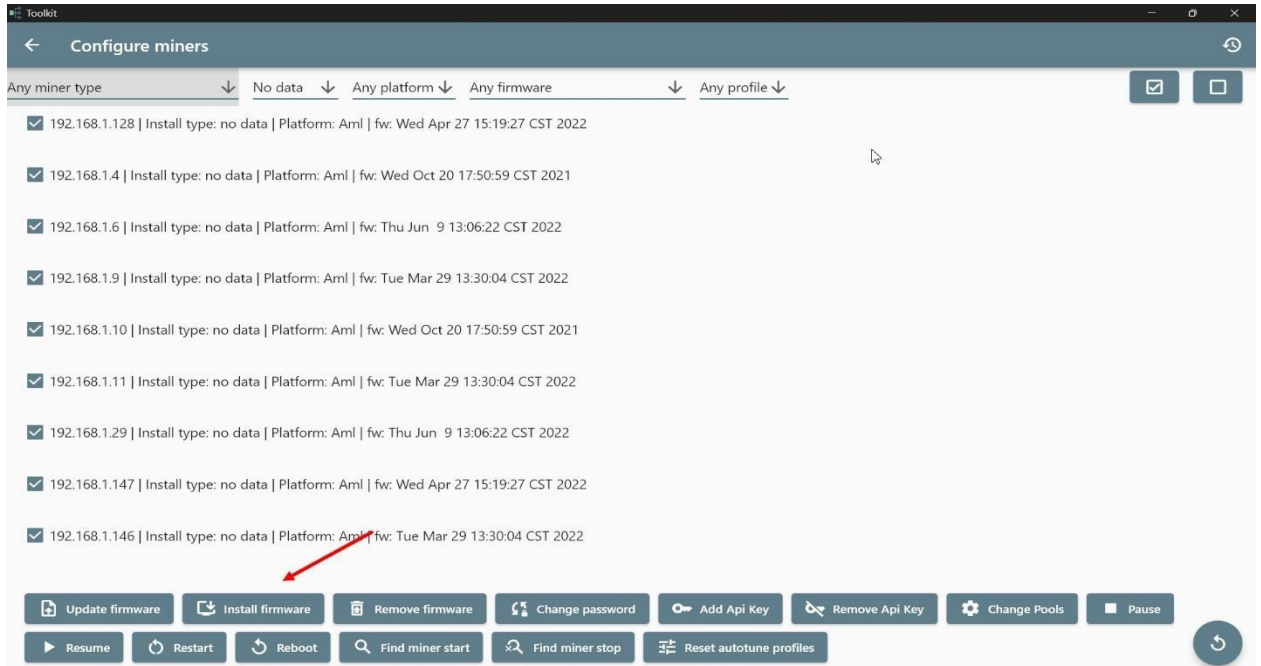 Toolkit
Configure miners
Any miner type No data Any platform Any firmware Any profile
192.168.1.128 | Install type: no data | Platform: Aml | fw: Wed Apr 27 15:19:27 CST 2022
192.168.1.4 | Install type: no data | Platform: Aml | fw: Wed Oct 20 17:50:59 CST 2021
192.168.1.6 | Install type: no data | Platform: Aml | fw: Thu Jun  9 13:06:22 CST 2022
192.168.1.9 | Install type: no data | Platform: Aml | fw: Tue Mar 29 13:30:04 CST 2022
192.168.1.10 | Install type: no data | Platform: Aml | fw: Wed Oct 20 17:50:59 CST 2021
192.168.1.11 | Install type: no data | Platform: Aml | fw: Tue Mar 29 13:30:04 CST 2022
192.168.1.29 | Install type: no data | Platform: Aml | fw: Thu Jun  9 13:06:22 CST 2022
192.168.1.147 | Install type: no data | Platform: Aml | fw: Wed Apr 27 15:19:27 CST 2022
192.168.1.146 | Install type: no data | Platform: Aml | fw: Tue Mar 29 13:30:04 CST 2022
Update firmware Install firmware Remove firmware Change password Add Api Key Remove Api Key Change Pools Pause
Resume Restart Reboot Find miner start Find miner stop Reset autotune profiles